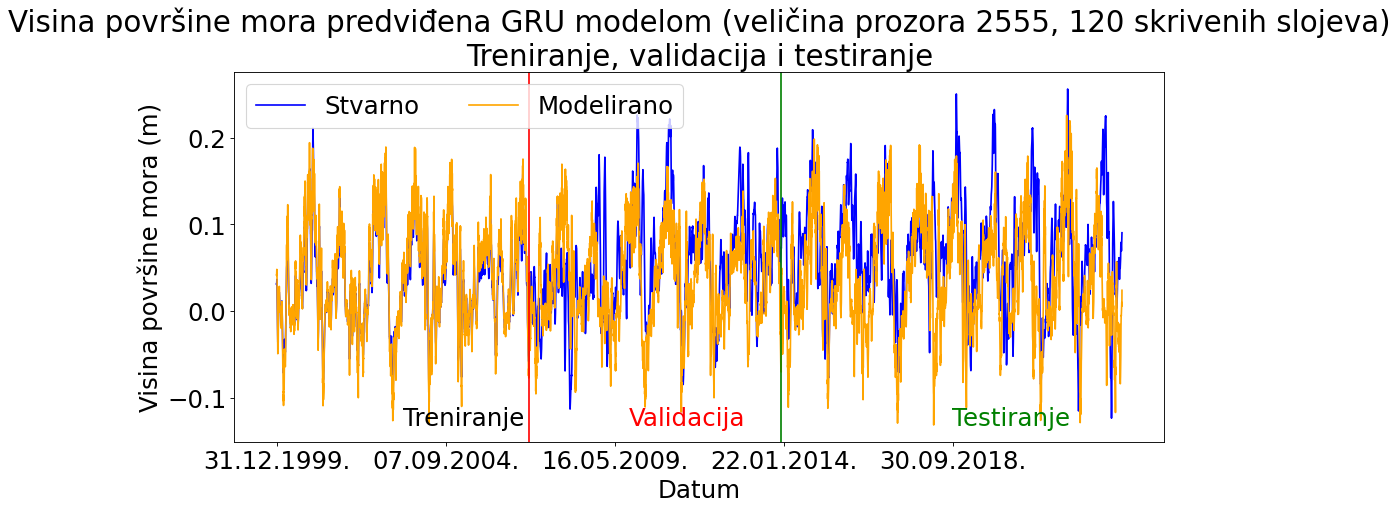 Visina površine mora predviđena GRU modelom (veličina prozora 2555, 120 skrivenih slojeva)
Treniranje, validacija i testiranje
Stvarno Modelirano
Visina površine mora (m)
0.2
0.1
0.0
−0.1
Treniranje Validacija Testiranje
31.12.1999. 07.09.2004. 16.05.2009. 22.01.2014. 30.09.2018.
Datum